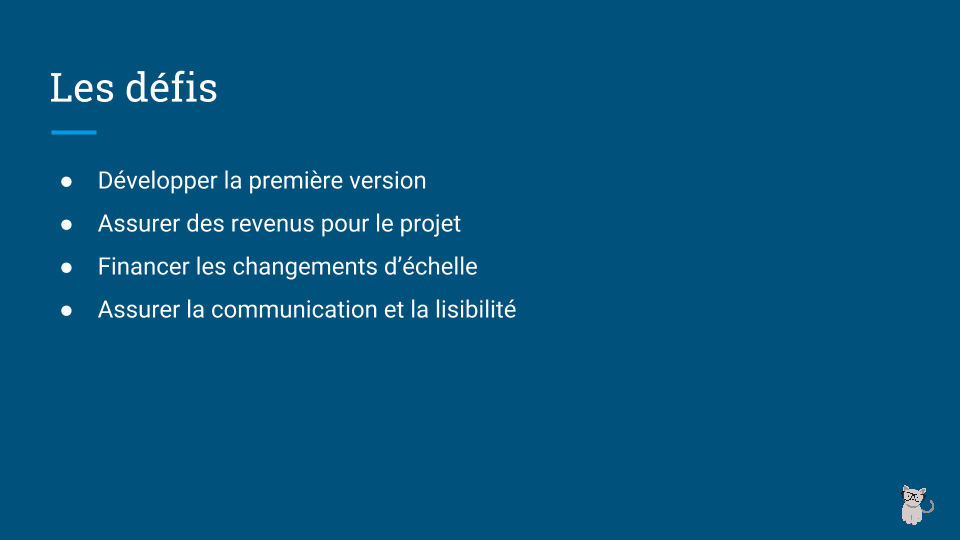 Les défis
● Développer la première version
● Assurer des revenus pour le projet
● Financer les changements d’échelle
● Assurer la communication et la lisibilité